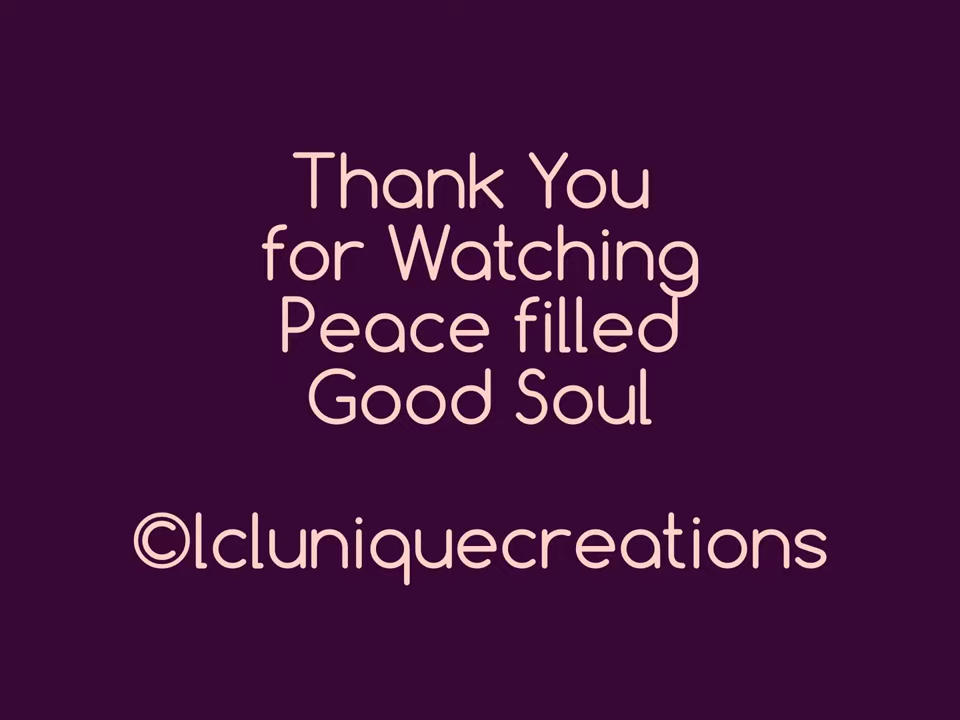 Thank You
for Watching
Peace filled
Good Soul
©lcluniquecreations